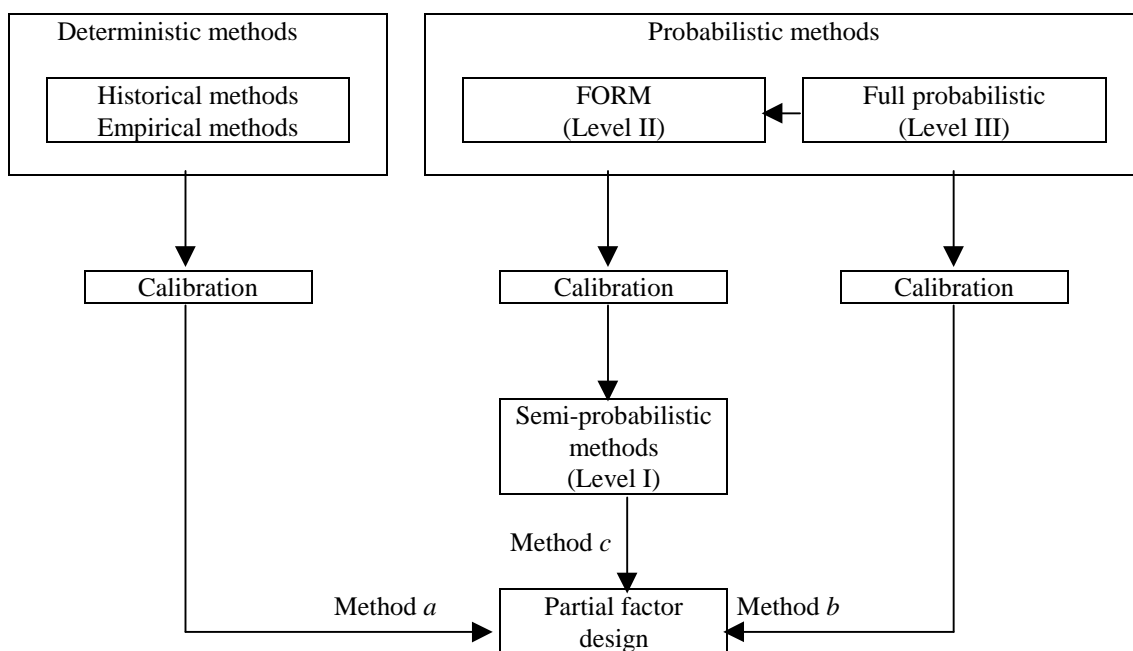 Deterministic methods
Probabilistic methods
Historical methods
Empirical methods
FORM
(Level II)
Full probabilistic
(Level III)
Calibration
Calibration
Calibration
Semi-probabilistic
methods
(Level I)
Method c
Method a
Partial factor
design
Method b